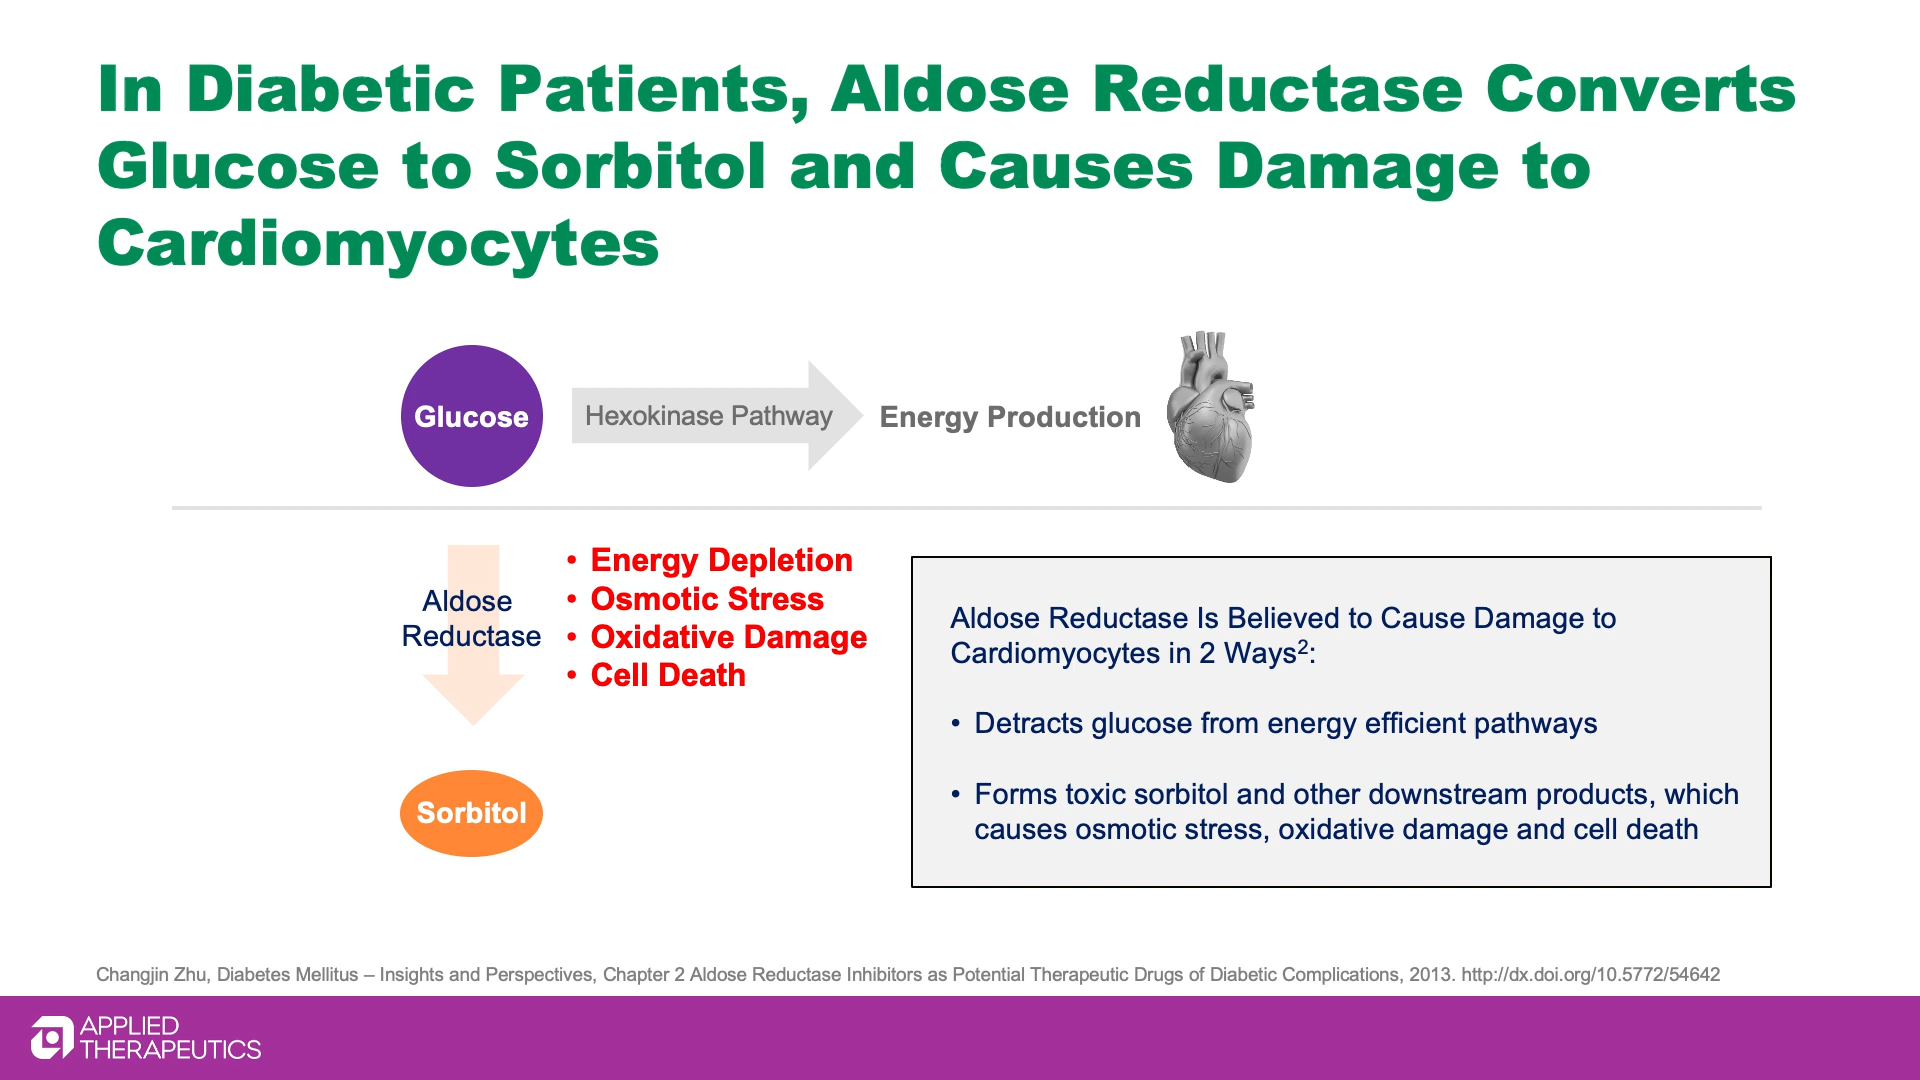 In Diabetic Patients, Aldose Reductase Converts
Glucose to Sorbitol and Causes Damage to
Cardiomyocytes
Glucose
Hexokinase Pathway
Energy Production
Aldose
Reductase
• Energy Depletion
• Osmotic Stress
• Oxidative Damage
• Cell Death
Sorbitol
Aldose Reductase Is Believed to Cause Damage to
Cardiomyocytes in 2 Ways²:
• Detracts glucose from energy efficient pathways
• Forms toxic sorbitol and other downstream products, which
causes osmotic stress, oxidative damage and cell death
Changjin Zhu, Diabetes Mellitus – Insights and Perspectives, Chapter 2 Aldose Reductase Inhibitors as Potential Therapeutic Drugs of Diabetic Complications, 2013. http://dx.doi.org/10.5772/54642
APPLIED
THERAPEUTICS